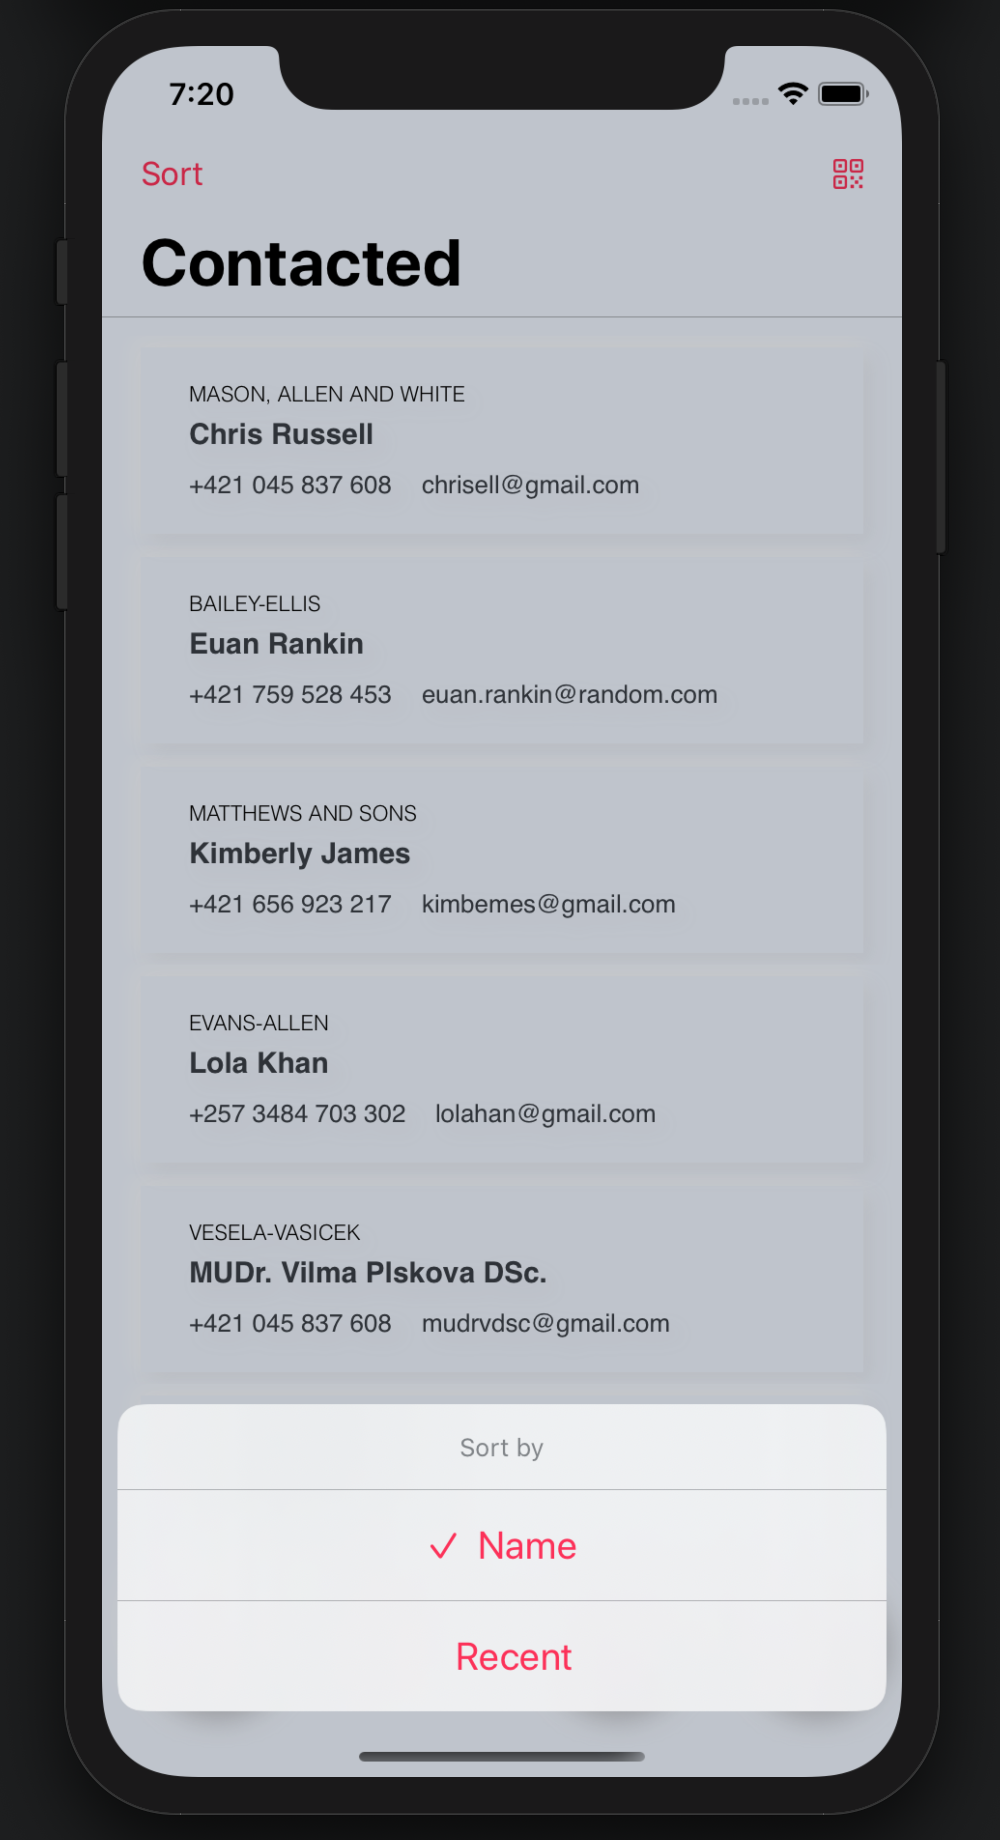 7:20
Sort
Contacted
MASON, ALLEN AND WHITE
Chris Russell
+421 045 837 608 chrisell@gmail.com
BAILEY-ELLIS
Euan Rankin
+421 759 528 453 euan.rankin@random.com
MATTHEWS AND SONS
Kimberly James
+421 656 923 217 kimbemes@gmail.com
EVANS-ALLEN
Lola Khan
+257 3484 703 302 lolahan@gmail.com
VESELA-VASICEK
MUDr. Vilma Plskova DSc.
+421 045 837 608 mudrvdsc@gmail.com
Sort by
✓ Name
Recent